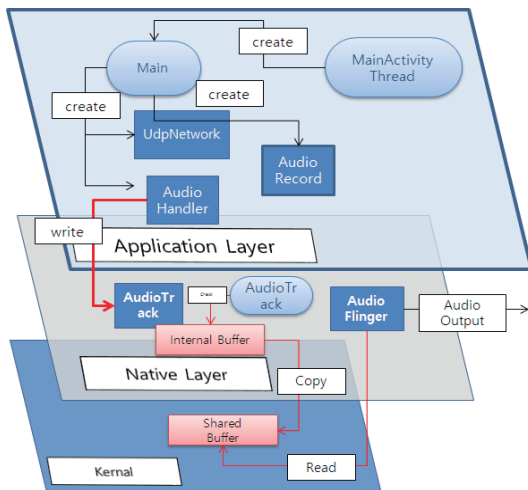 create
MainActivity
Thread
Main
create
create
UdpNetwork
Audio
Record
Audio
Handler
write
Application Layer
AudioTr
ack
Check
AudioTr
ack
Audio
Flinger
Audio
Output
Internal Buffer
Native Layer
Copy
Shared
Buffer
Read
Kernal